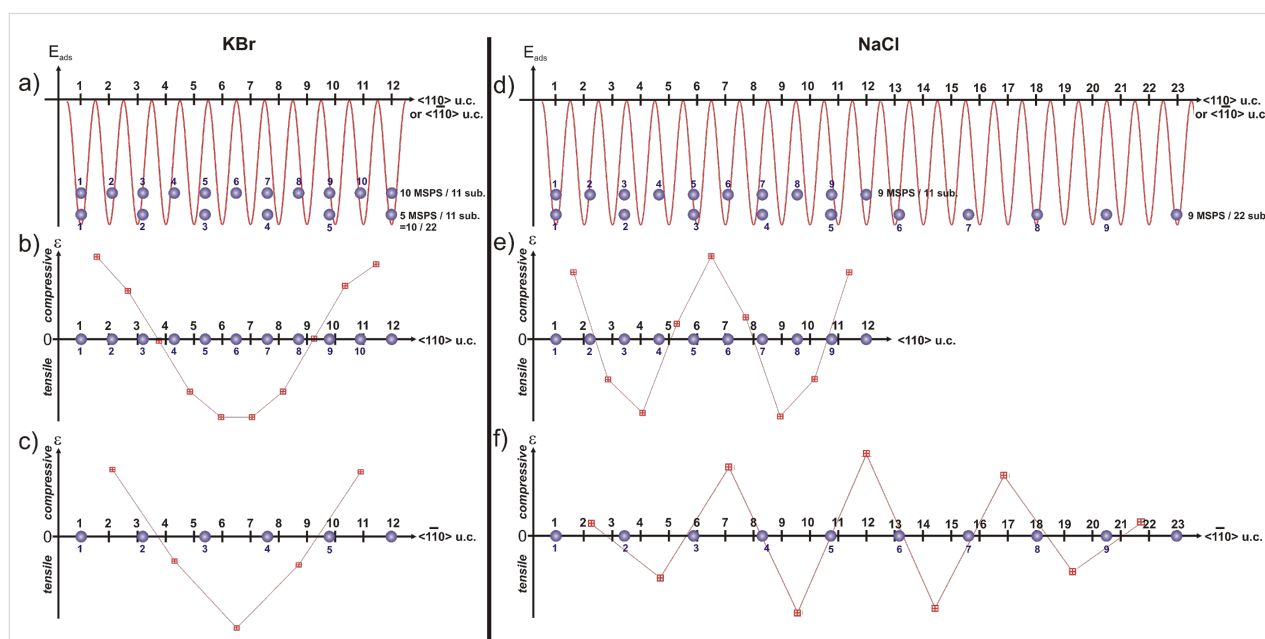 KBr
NaCl
a)
E_ads
1 2 3 4 5 6 7 8 9 10 11 12
<110> u.c.
or <1̅10> u.c.
1 2 3 4 5 6 7 8 9 10
10 MSPS / 11 sub.
5 MSPS / 11 sub.
1 2 3 4 5
=10 / 22
b)
ε
compressive
0
tensile
1 2 3 4 5 6 7 8 9 10 11 12
<110> u.c.
1 2 3 4 5 6 7 8 9 10
c)
ε
compressive
0
tensile
1 2 3 4 5 6 7 8 9 10 11 12
<1̅10> u.c.
1 2 3 4 5
d)
E_ads
1 2 3 4 5 6 7 8 9 10 11 12 13 14 15 16 17 18 19 20 21 22 23
<110> u.c.
or <1̅10> u.c.
1 2 3 4 5 6 7 8 9
9 MSPS / 11 sub.
9 MSPS / 22 sub.
1 2 3 4 5 6 7 8 9
e)
ε
compressive
0
tensile
1 2 3 4 5 6 7 8 9 10 11 12
<110> u.c.
1 2 3 4 5 6 7 8 9
f)
ε
compressive
0
tensile
1 2 3 4 5 6 7 8 9 10 11 12 13 14 15 16 17 18 19 20 21 22 23
<1̅10> u.c.
1 2 3 4 5 6 7 8 9